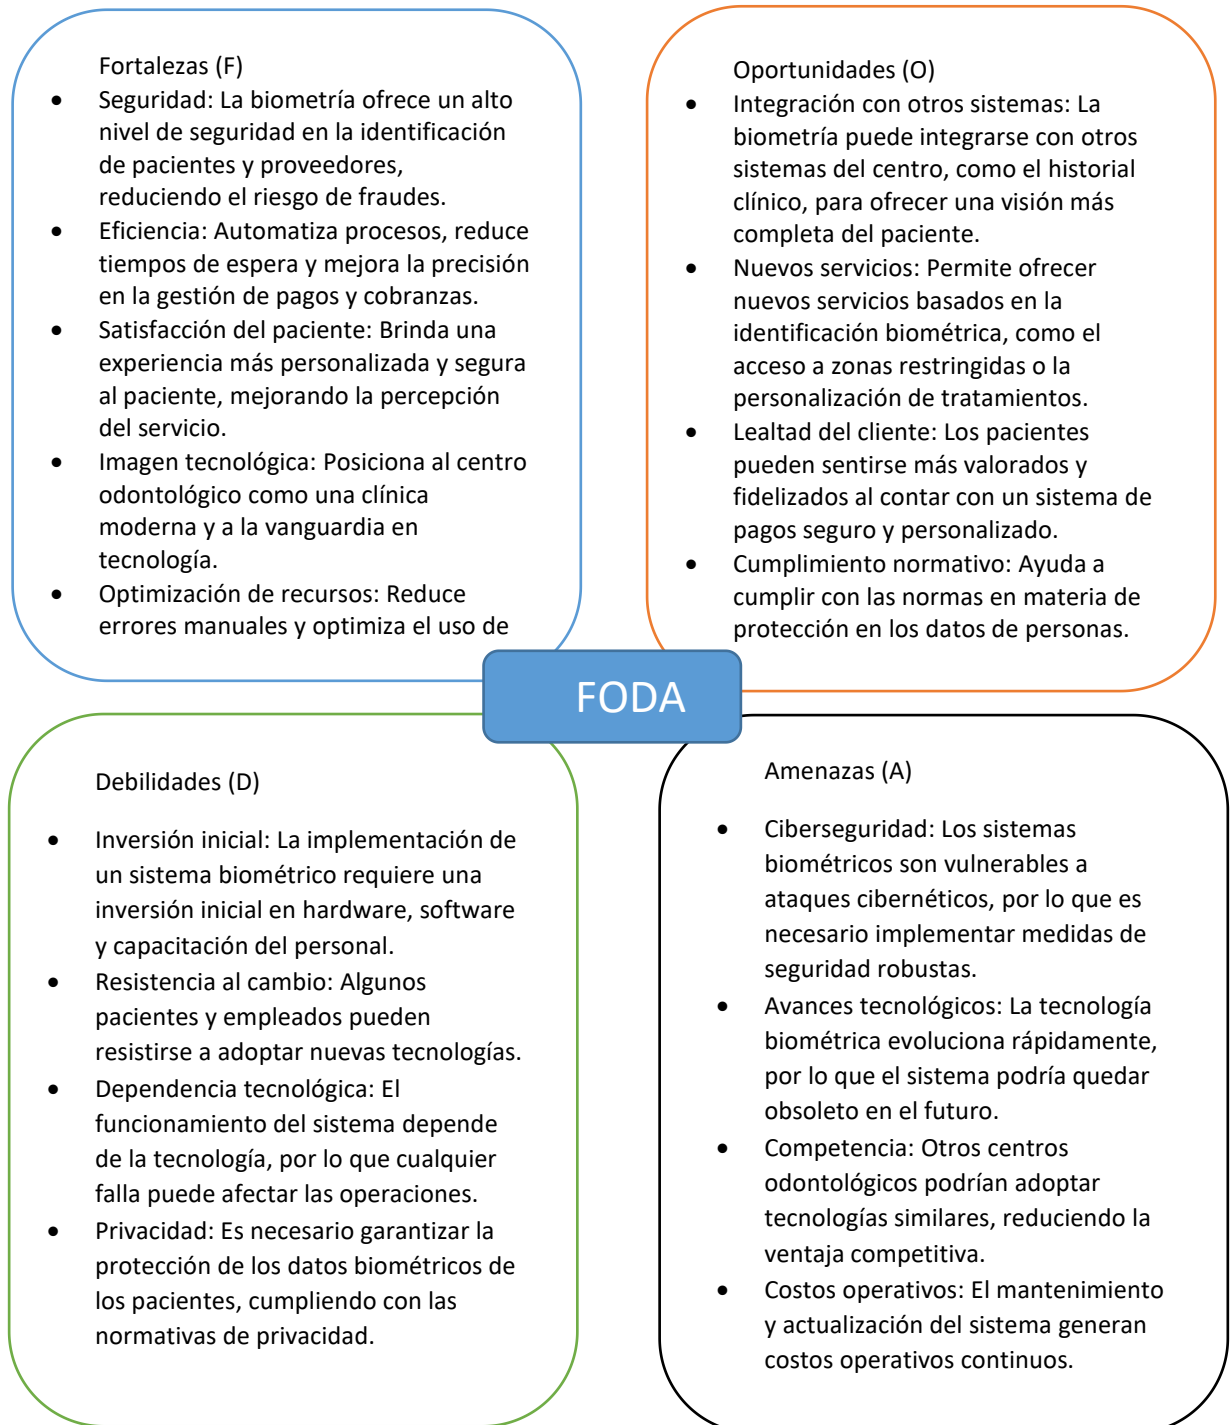 Fortalezas (F)
• Seguridad: La biometría ofrece un alto
nivel de seguridad en la identificación
de pacientes y proveedores,
reduciendo el riesgo de fraudes.
• Eficiencia: Automatiza procesos, reduce
tiempos de espera y mejora la precisión
en la gestión de pagos y cobranzas.
• Satisfacción del paciente: Brinda una
experiencia más personalizada y segura
al paciente, mejorando la percepción
del servicio.
• Imagen tecnológica: Posiciona al centro
odontológico como una clínica
moderna y a la vanguardia en
tecnología.
• Optimización de recursos: Reduce
errores manuales y optimiza el uso de
Oportunidades (O)
• Integración con otros sistemas: La
biometría puede integrarse con otros
sistemas del centro, como el historial
clínico, para ofrecer una visión más
completa del paciente.
• Nuevos servicios: Permite ofrecer
nuevos servicios basados en la
identificación biométrica, como el
acceso a zonas restringidas o la
personalización de tratamientos.
• Lealtad del cliente: Los pacientes
pueden sentirse más valorados y
fidelizados al contar con un sistema de
pagos seguro y personalizado.
• Cumplimiento normativo: Ayuda a
cumplir con las normas en materia de
protección en los datos de personas.
FODA
Debilidades (D)
• Inversión inicial: La implementación de
un sistema biométrico requiere una
inversión inicial en hardware, software
y capacitación del personal.
• Resistencia al cambio: Algunos
pacientes y empleados pueden
resistirse a adoptar nuevas tecnologías.
• Dependencia tecnológica: El
funcionamiento del sistema depende
de la tecnología, por lo que cualquier
falla puede afectar las operaciones.
• Privacidad: Es necesario garantizar la
protección de los datos biométricos de
los pacientes, cumpliendo con las
normativas de privacidad.
Amenazas (A)
• Ciberseguridad: Los sistemas
biométricos son vulnerables a
ataques cibernéticos, por lo que es
necesario implementar medidas de
seguridad robustas.
• Avances tecnológicos: La tecnología
biométrica evoluciona rápidamente,
por lo que el sistema podría quedar
obsoleto en el futuro.
• Competencia: Otros centros
odontológicos podrían adoptar
tecnologías similares, reduciendo la
ventaja competitiva.
• Costos operativos: El mantenimiento
y actualización del sistema generan
costos operativos continuos.